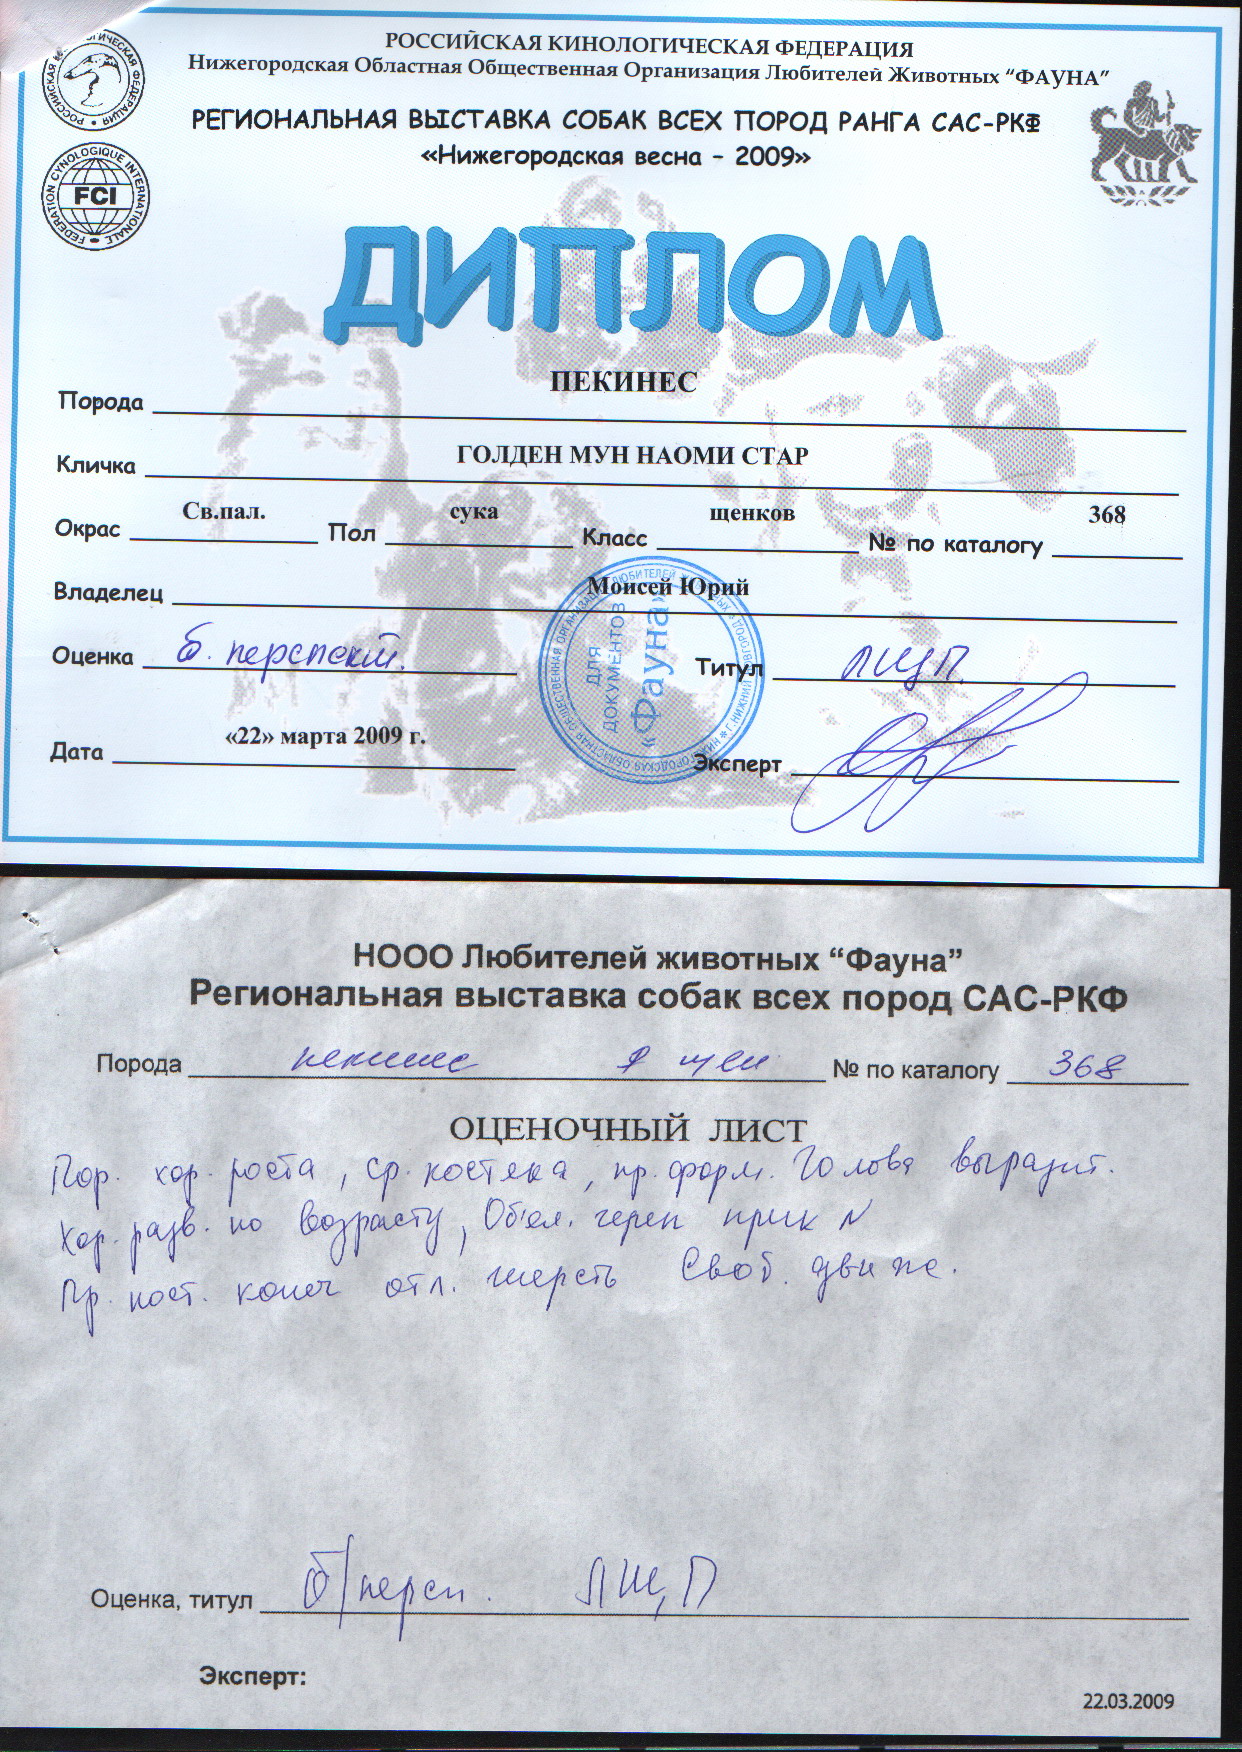 РОССИЙСКАЯ КИНОЛОГИЧЕСКАЯ ФЕДЕРАЦИЯ
Нижегородская Областная Общественная Организация Любителей Животных “ФАУНА”
РЕГИОНАЛЬНАЯ ВЫСТАВКА СОБАК ВСЕХ ПОРОД РАНГА САС-РКФ
«Нижегородская весна - 2009»
FEDERATION CYNOLOGIQUE INTERNATIONALE
FCI
ДИПЛОМ
Порода ПЕКИНЕС
Кличка ГОЛДЕН МУН НАОМИ СТАР
Окрас Св.пал. Пол сука Класс щенков № по каталогу 368
Владелец Моисей Юрий
Оценка б. перспект. Титул ЛЩП.
ДЛЯ ДОКУМЕНТОВ «Фауна»
Дата «22» марта 2009 г. Эксперт
НООО Любителей животных “Фауна”
Региональная выставка собак всех пород САС-РКФ
Порода пекинес ♀ щен № по каталогу 368
ОЦЕНОЧНЫЙ ЛИСТ
Пор. хор. роста, ср. костяка, пр. форм. Голова выразит.
Хор. разв. по возрасту, Объем. череп прик N
Пр. пост. конеч отл. шерсть Своб. движ.
Оценка, титул б/персп. ЛЩП
Эксперт:
22.03.2009